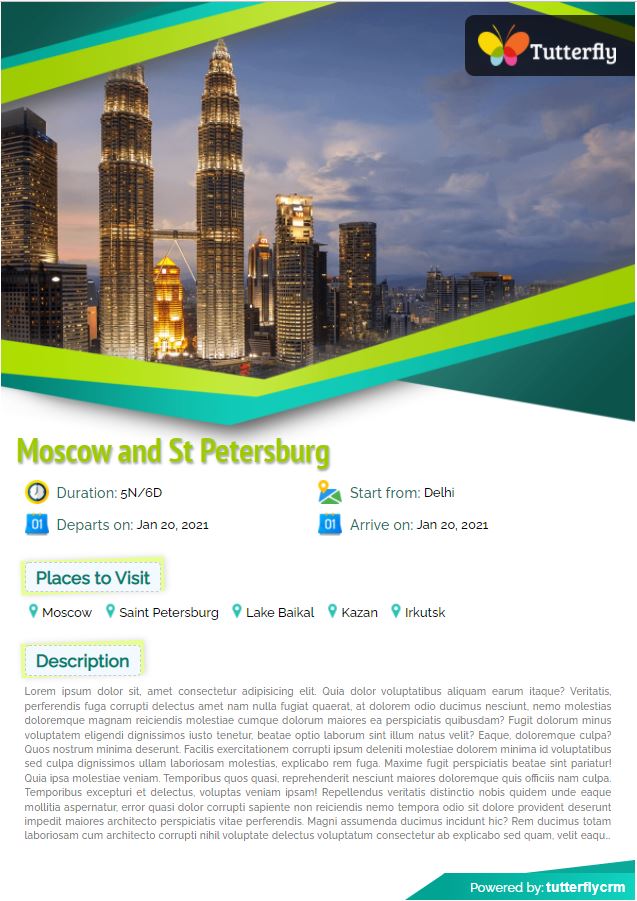 Tutterfly
Moscow and St Petersburg
Duration: 5N/6D
Start from: Delhi
01 Departs on: Jan 20, 2021
01 Arrive on: Jan 20, 2021
Places to Visit
Moscow Saint Petersburg Lake Baikal Kazan Irkutsk
Description
Lorem ipsum dolor sit, amet consectetur adipisicing elit. Quia dolor voluptatibus aliquam earum itaque? Veritatis,
perferendis fuga corrupti delectus amet nam nulla fugiat quaerat, at dolorem odio ducimus nesciunt, nemo molestias
doloremque magnam reiciendis molestiae cumque dolorum maiores ea perspiciatis quibusdam? Fugit dolorum minus
voluptatem eligendi dignissimos iusto tenetur, beatae optio laborum sint illum natus velit? Eaque, doloremque culpa?
Quos nostrum minima deserunt. Facilis exercitationem corrupti ipsum deleniti molestiae dolorem minima id voluptatibus
sed culpa dignissimos ullam laboriosam molestias, explicabo rem fuga. Maxime fugit perspiciatis beatae sint pariatur!
Quia ipsa molestiae veniam. Temporibus quos quasi, reprehenderit nesciunt maiores doloremque quis officiis nam culpa.
Temporibus excepturi et delectus, voluptas veniam ipsam! Repellendus veritatis distinctio nobis quidem unde eaque
mollitia aspernatur, error quasi dolor corrupti sapiente non reiciendis nemo tempora odio sit dolore provident deserunt
impedit maiores architecto perspiciatis vitae perferendis. Magni assumenda ducimus incidunt hic? Rem ducimus totam
laboriosam cum architecto corrupti nihil voluptate delectus voluptatum consectetur ab explicabo sed quam, velit eaqu...
Powered by: tutterflycrm